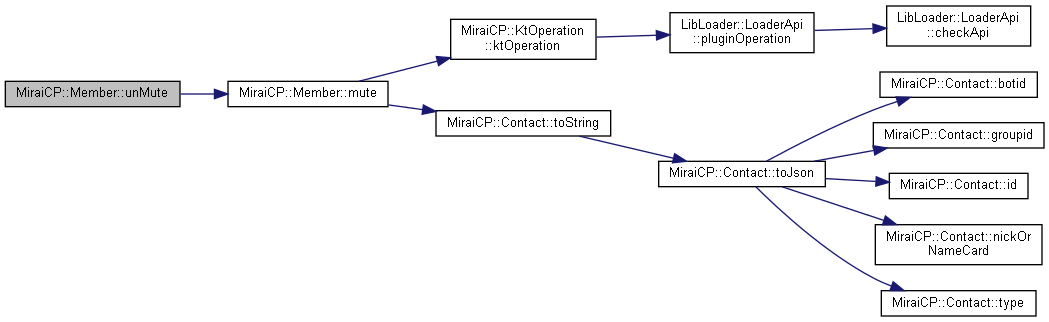 MiraiCP::Member::unMute
MiraiCP::Member::mute
MiraiCP::KtOperation
::ktOperation
LibLoader::LoaderApi
::pluginOperation
LibLoader::LoaderApi
::checkApi
MiraiCP::Contact::toString
MiraiCP::Contact::toJson
MiraiCP::Contact::botid
MiraiCP::Contact::groupid
MiraiCP::Contact::id
MiraiCP::Contact::nickOr
NameCard
MiraiCP::Contact::type